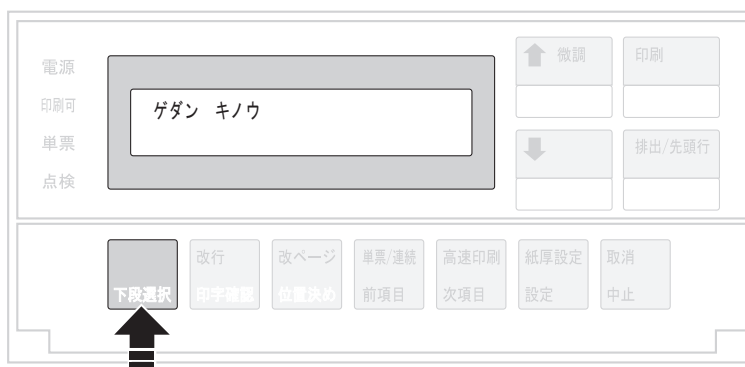 電源
印刷可
単票
点検
ゲダン キノウ
微調
印刷
排出/先頭行
下段選択
改行
印字確認
改ページ
位置決め
単票/連続
前項目
高速印刷
次項目
紙厚設定
設定
取消
中止